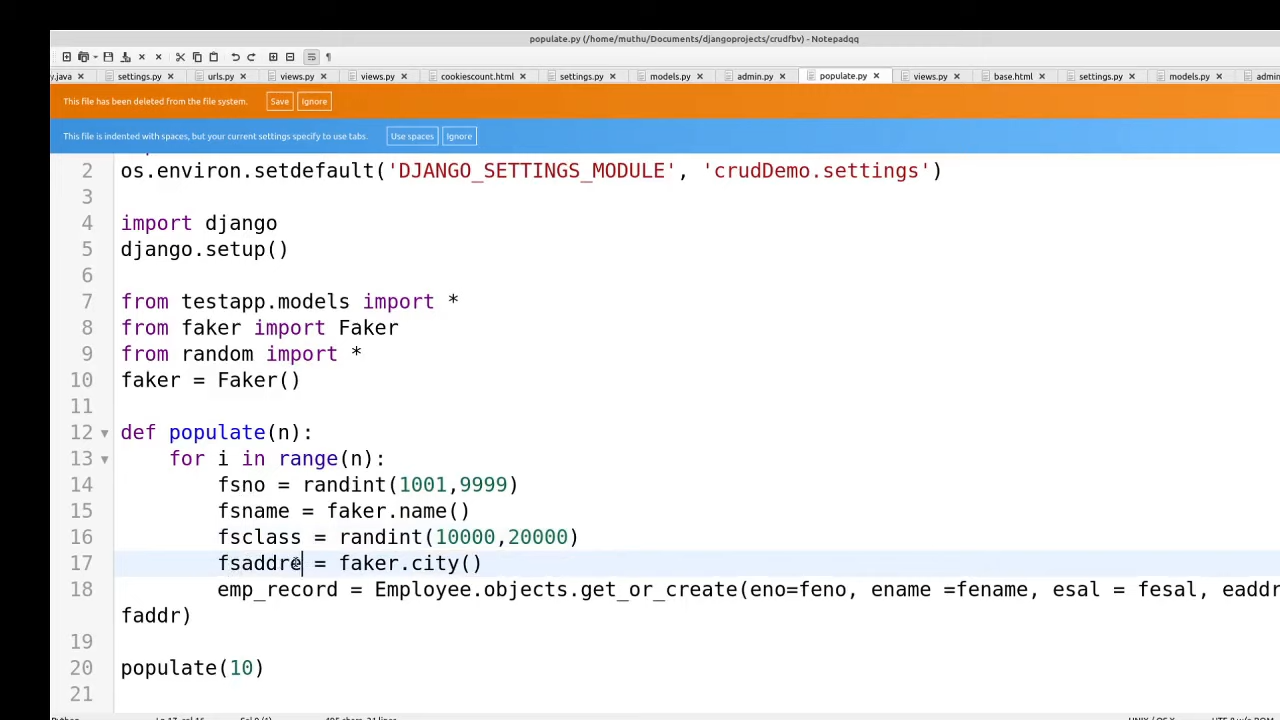 populate.py (/home/muthu/Documents/djangoprojects/crudfbv) - Notepadqq
y.java settings.py urls.py views.py views.py cookiescount.html settings.py models.py admin.py populate.py views.py base.html settings.py models.py admin
This file has been deleted from the file system. Save Ignore
This file is indented with spaces, but your current settings specify to use tabs. Use spaces Ignore
2 os.environ.setdefault('DJANGO_SETTINGS_MODULE', 'crudDemo.settings')
3
4 import django
5 django.setup()
6
7 from testapp.models import *
8 from faker import Faker
9 from random import *
10 faker = Faker()
11
12 def populate(n):
13 for i in range(n):
14 fsno = randint(1001,9999)
15 fsname = faker.name()
16 fsclass = randint(10000,20000)
17 fsaddre = faker.city()
18 emp_record = Employee.objects.get_or_create(eno=feno, ename =fename, esal = fesal, eaddr
faddr)
19
20 populate(10)
21